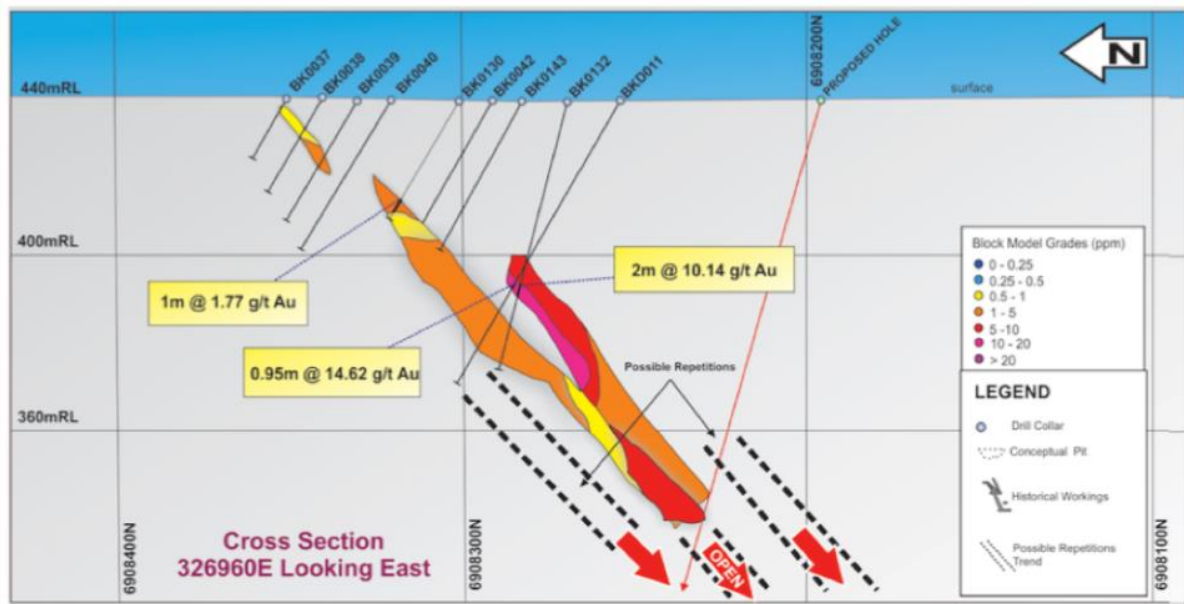 BK0037
BK0038
BK0039
BK0040
BK0130
BK0042
BK0143
BK0132
BKD011
6908200N
PROPOSED HOLE
N
440mRL
surface
400mRL
1m @ 1.77 g/t Au
2m @ 10.14 g/t Au
0.95m @ 14.62 g/t Au
Possible Repetitions
360mRL
Block Model Grades (ppm)
0 - 0.25
0.25 - 0.5
0.5 - 1
1 - 5
5 -10
10 - 20
> 20
LEGEND
Drill Collar
Conceptual Pit
Historical Workings
Possible Repetitions
Trend
6908400N
Cross Section
326960E Looking East
6908300N
OPEN
6908100N